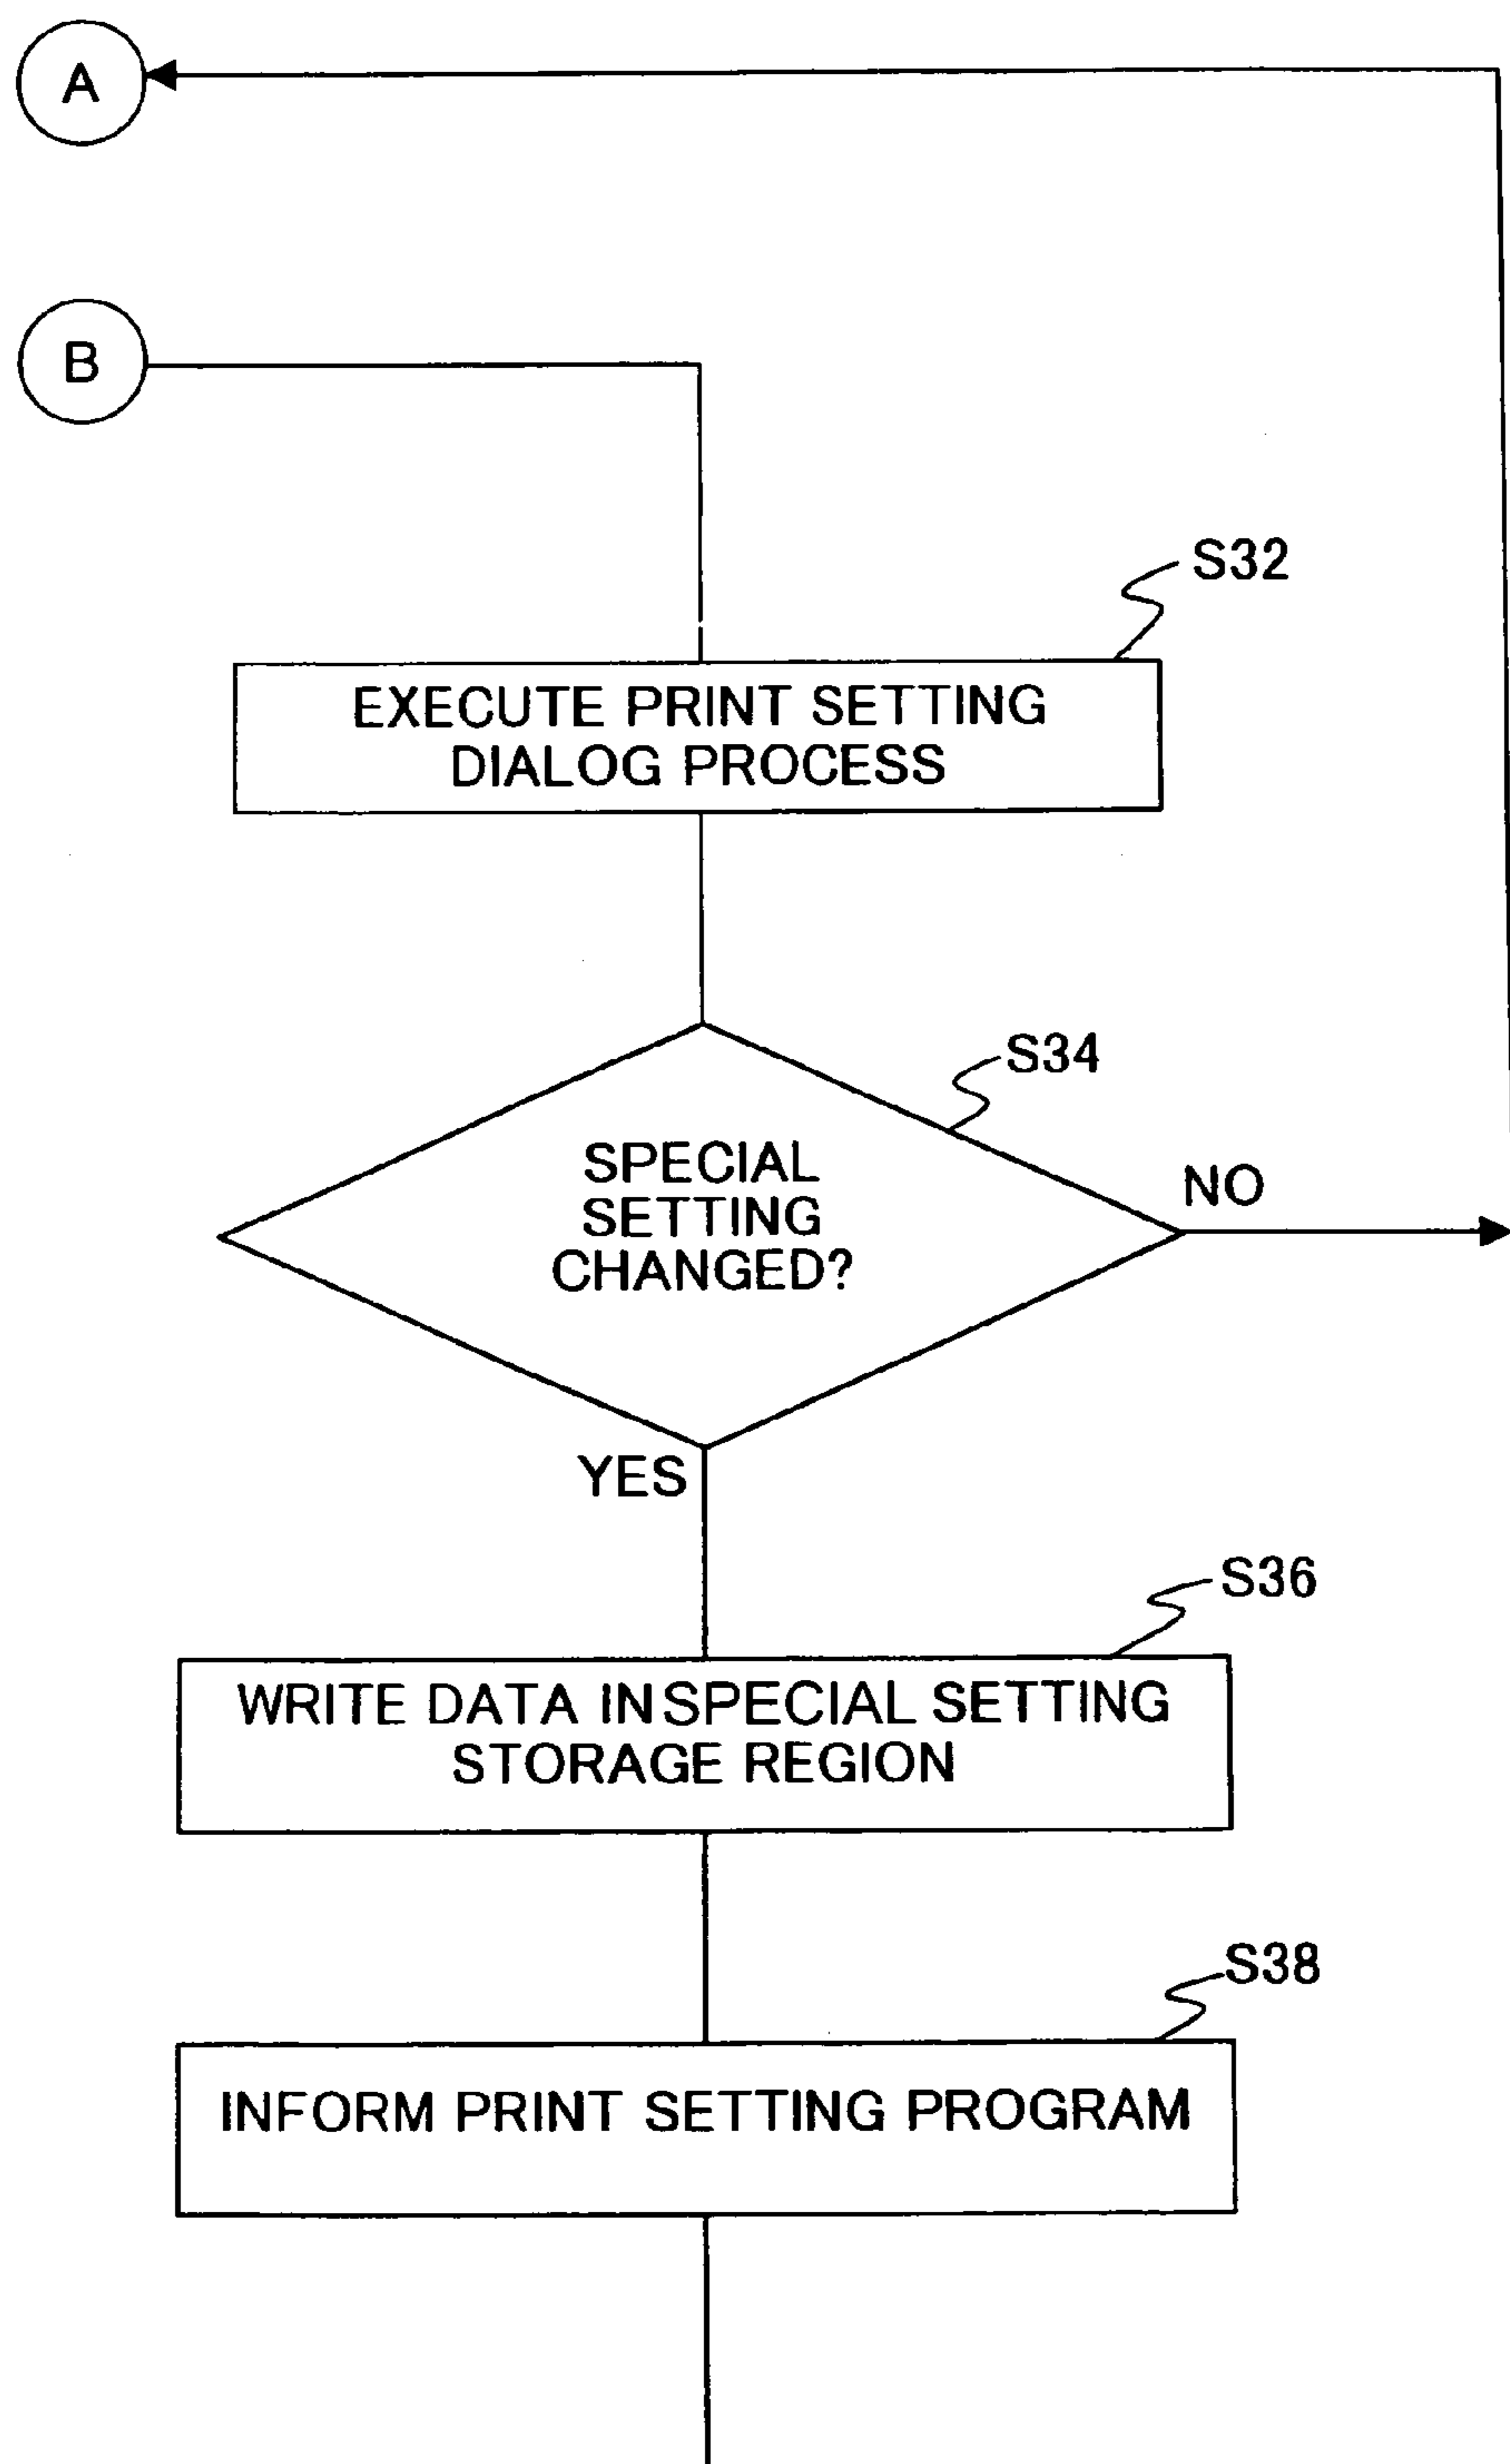 A
B
S32
EXECUTE PRINT SETTING
DIALOG PROCESS
S34
SPECIAL
SETTING
CHANGED?
NO
YES
S36
WRITE DATA IN SPECIAL SETTING
STORAGE REGION
S38
INFORM PRINT SETTING PROGRAM